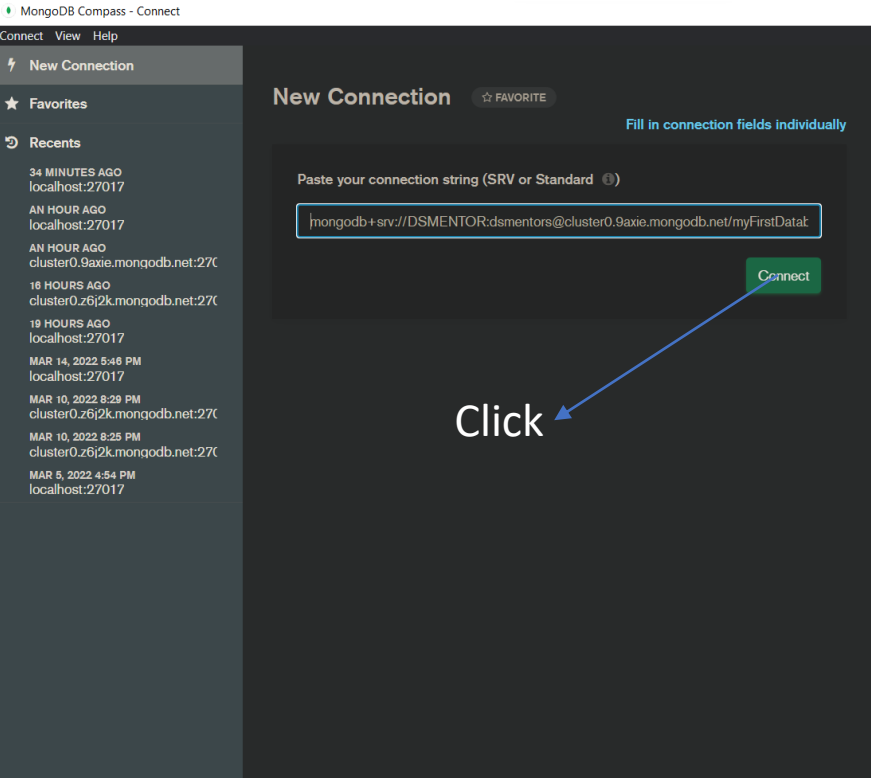 MongoDB Compass - Connect
Connect View Help
New Connection
Favorites
Recents
34 MINUTES AGO
localhost:27017
AN HOUR AGO
localhost:27017
AN HOUR AGO
cluster0.9axie.mongodb.net:270
16 HOURS AGO
cluster0.z6j2k.mongodb.net:270
19 HOURS AGO
localhost:27017
MAR 14, 2022 5:46 PM
localhost:27017
MAR 10, 2022 8:29 PM
cluster0.z6j2k.mongodb.net:270
MAR 10, 2022 8:25 PM
cluster0.z6j2k.mongodb.net:270
MAR 5, 2022 4:54 PM
localhost:27017
New Connection
FAVORITE
Fill in connection fields individually
Paste your connection string (SRV or Standard )
mongodb+srv://DSMENTOR:dsmentors@cluster0.9axie.mongodb.net/myFirstDatab
Connect
Click